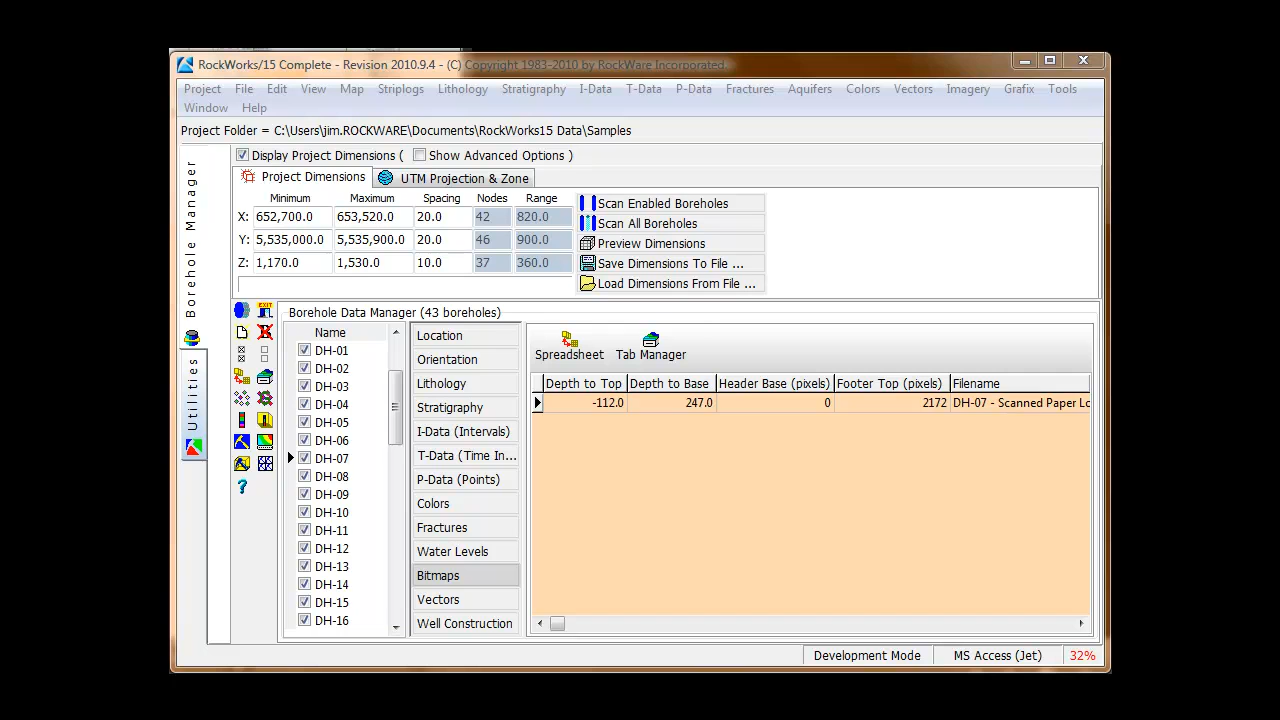 RockWorks/15 Complete - Revision 2010.9.4 - (C) Copyright 1983-2010 by RockWare Incorporated.
Project File Edit View Map Striplogs Lithology Stratigraphy I-Data T-Data P-Data Fractures Aquifers Colors Vectors Imagery Grafix Tools
Window Help
Project Folder = C:\Users\jim.ROCKWARE\Documents\RockWorks15 Data\Samples
Borehole Manager
Utilities
Display Project Dimensions ( Show Advanced Options )
Project Dimensions UTM Projection & Zone
Minimum Maximum Spacing Nodes Range
X: 652,700.0 653,520.0 20.0 42 820.0
Y: 5,535,000.0 5,535,900.0 20.0 46 900.0
Z: 1,170.0 1,530.0 10.0 37 360.0
Scan Enabled Boreholes
Scan All Boreholes
Preview Dimensions
Save Dimensions To File ...
Load Dimensions From File ...
EXIT
Borehole Data Manager (43 boreholes)
Name
DH-01
DH-02
DH-03
DH-04
DH-05
DH-06
DH-07
DH-08
DH-09
DH-10
DH-11
DH-12
DH-13
DH-14
DH-15
DH-16
Location
Orientation
Lithology
Stratigraphy
I-Data (Intervals)
T-Data (Time In...
P-Data (Points)
Colors
Fractures
Water Levels
Bitmaps
Vectors
Well Construction
Spreadsheet Tab Manager
Depth to Top Depth to Base Header Base (pixels) Footer Top (pixels) Filename
-112.0 247.0 0 2172 DH-07 - Scanned Paper Lo
Development Mode MS Access (Jet) 32%